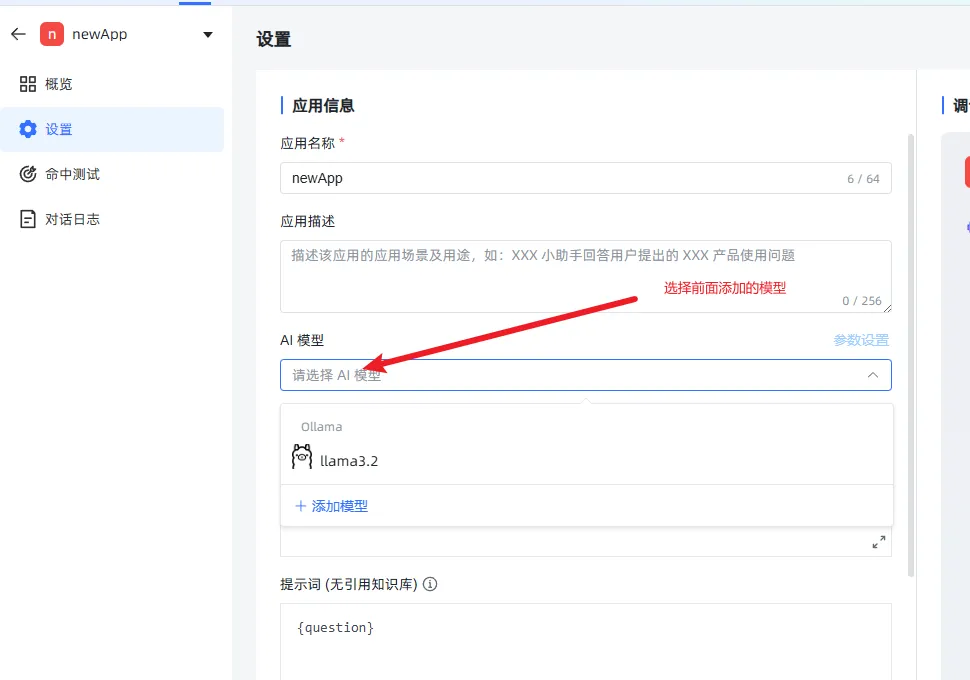 n newApp
概览
设置
命中测试
对话日志
设置
应用信息
应用名称 *
newApp 6 / 64
应用描述
描述该应用的应用场景及用途，如：XXX 小助手回答用户提出的 XXX 产品使用问题
选择前面添加的模型
0 / 256
AI 模型 参数设置
请选择 AI 模型
Ollama
llama3.2
+ 添加模型
提示词 (无引用知识库)
{question}